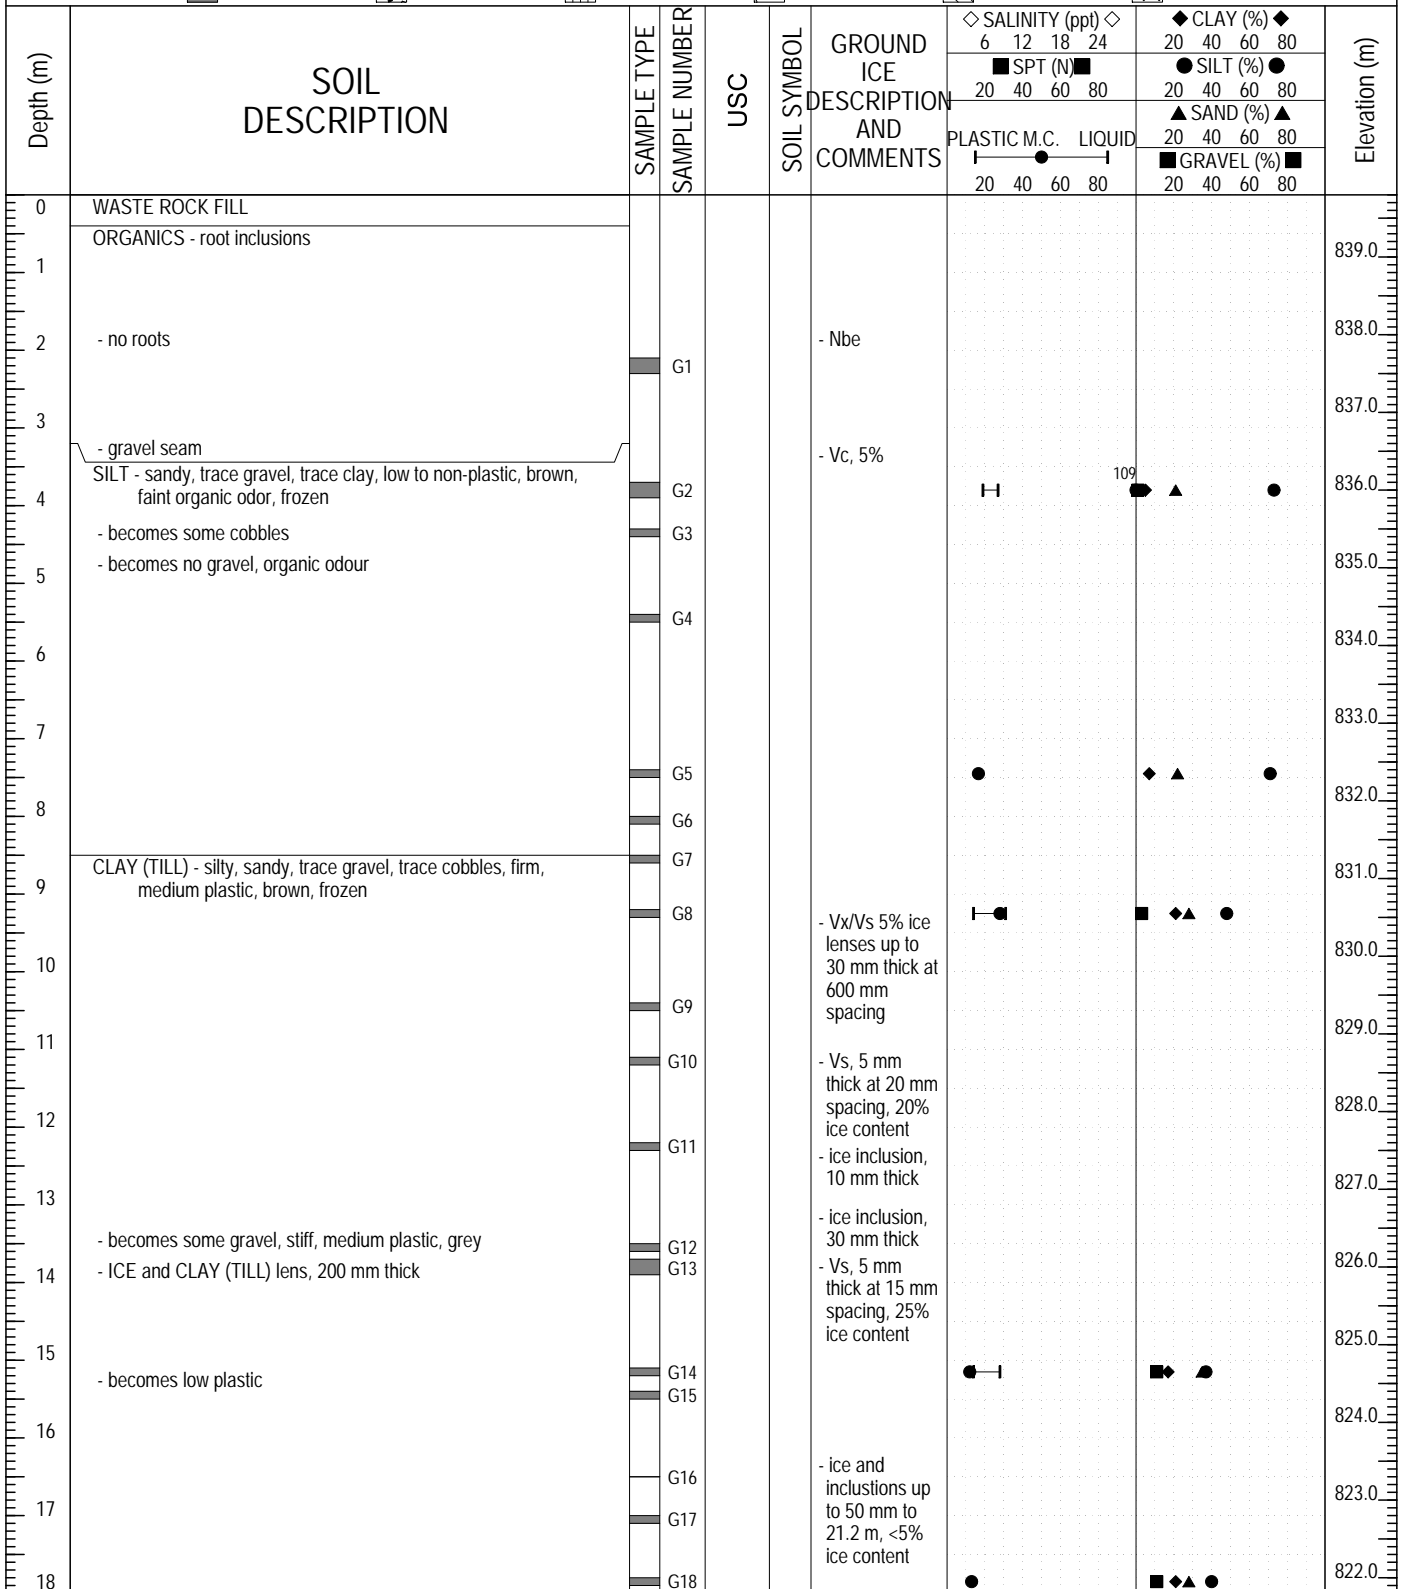 Depth (m)
SOIL
DESCRIPTION
SAMPLE TYPE
SAMPLE NUMBER
USC
SOIL SYMBOL
GROUND
ICE
DESCRIPTION
AND
COMMENTS
◇ SALINITY (ppt) ◇
6 12 18 24
■ SPT (N) ■
20 40 60 80
PLASTIC M.C. LIQUID
20 40 60 80
◆ CLAY (%) ◆
20 40 60 80
● SILT (%) ●
20 40 60 80
▲ SAND (%) ▲
20 40 60 80
■ GRAVEL (%) ■
20 40 60 80
Elevation (m)
0
WASTE ROCK FILL
ORGANICS - root inclusions
839.0
1
- no roots
- Nbe
838.0
2
G1
837.0
3
- gravel seam
- Vc, 5%
SILT - sandy, trace gravel, trace clay, low to non-plastic, brown,
faint organic odor, frozen
109
G2
836.0
4
- becomes some cobbles
G3
- becomes no gravel, organic odour
835.0
5
G4
834.0
6
833.0
7
G5
832.0
8
G6
CLAY (TILL) - silty, sandy, trace gravel, trace cobbles, firm,
medium plastic, brown, frozen
G7
831.0
9
G8
- Vx/Vs 5% ice
lenses up to
30 mm thick at
600 mm
spacing
830.0
10
G9
829.0
11
G10
- Vs, 5 mm
thick at 20 mm
spacing, 20%
ice content
828.0
12
G11
- ice inclusion,
10 mm thick
827.0
13
- ice inclusion,
30 mm thick
- becomes some gravel, stiff, medium plastic, grey
G12
- ICE and CLAY (TILL) lens, 200 mm thick
G13
- Vs, 5 mm
thick at 15 mm
spacing, 25%
ice content
826.0
14
825.0
15
- becomes low plastic
G14
G15
824.0
16
- ice and
inclustions up
to 50 mm to
21.2 m, <5%
ice content
G16
823.0
17
G17
822.0
18
G18